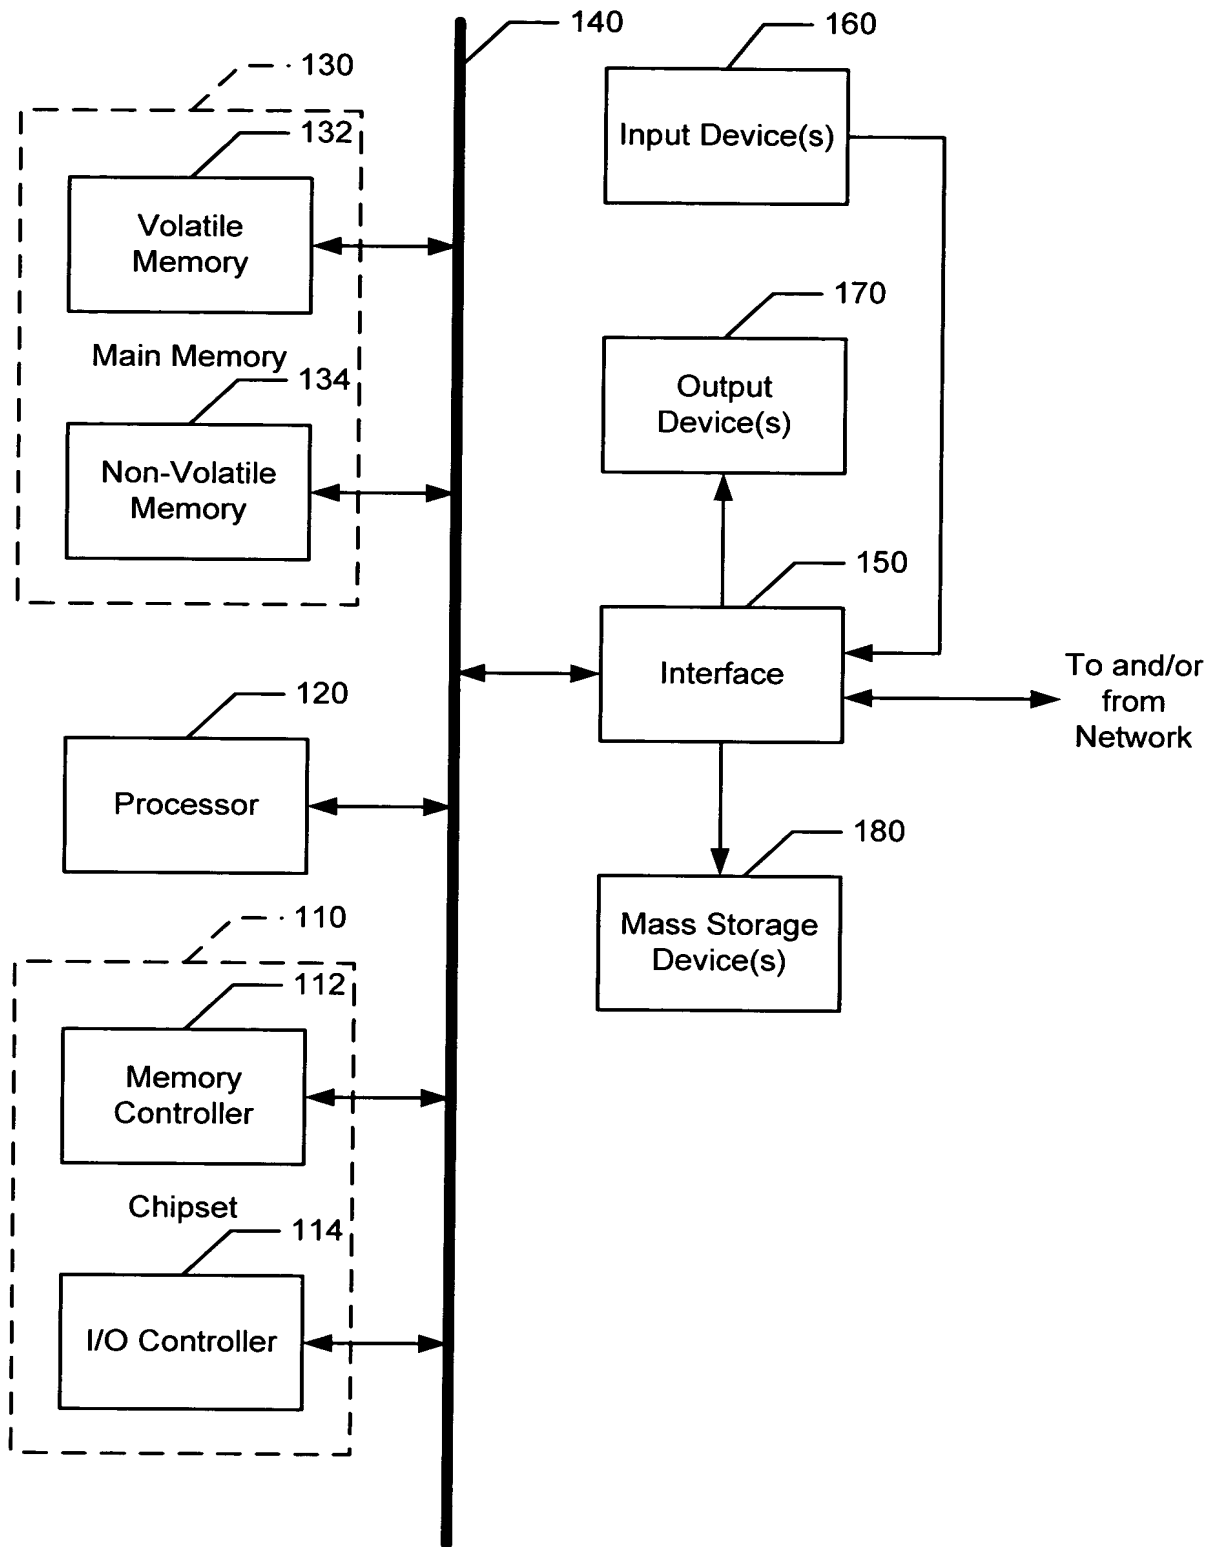 140
130
132
Volatile
Memory
Main Memory
134
Non-Volatile
Memory
120
Processor
110
112
Memory
Controller
Chipset
114
I/O Controller
160
Input Device(s)
170
Output
Device(s)
150
Interface
To and/or
from
Network
180
Mass Storage
Device(s)